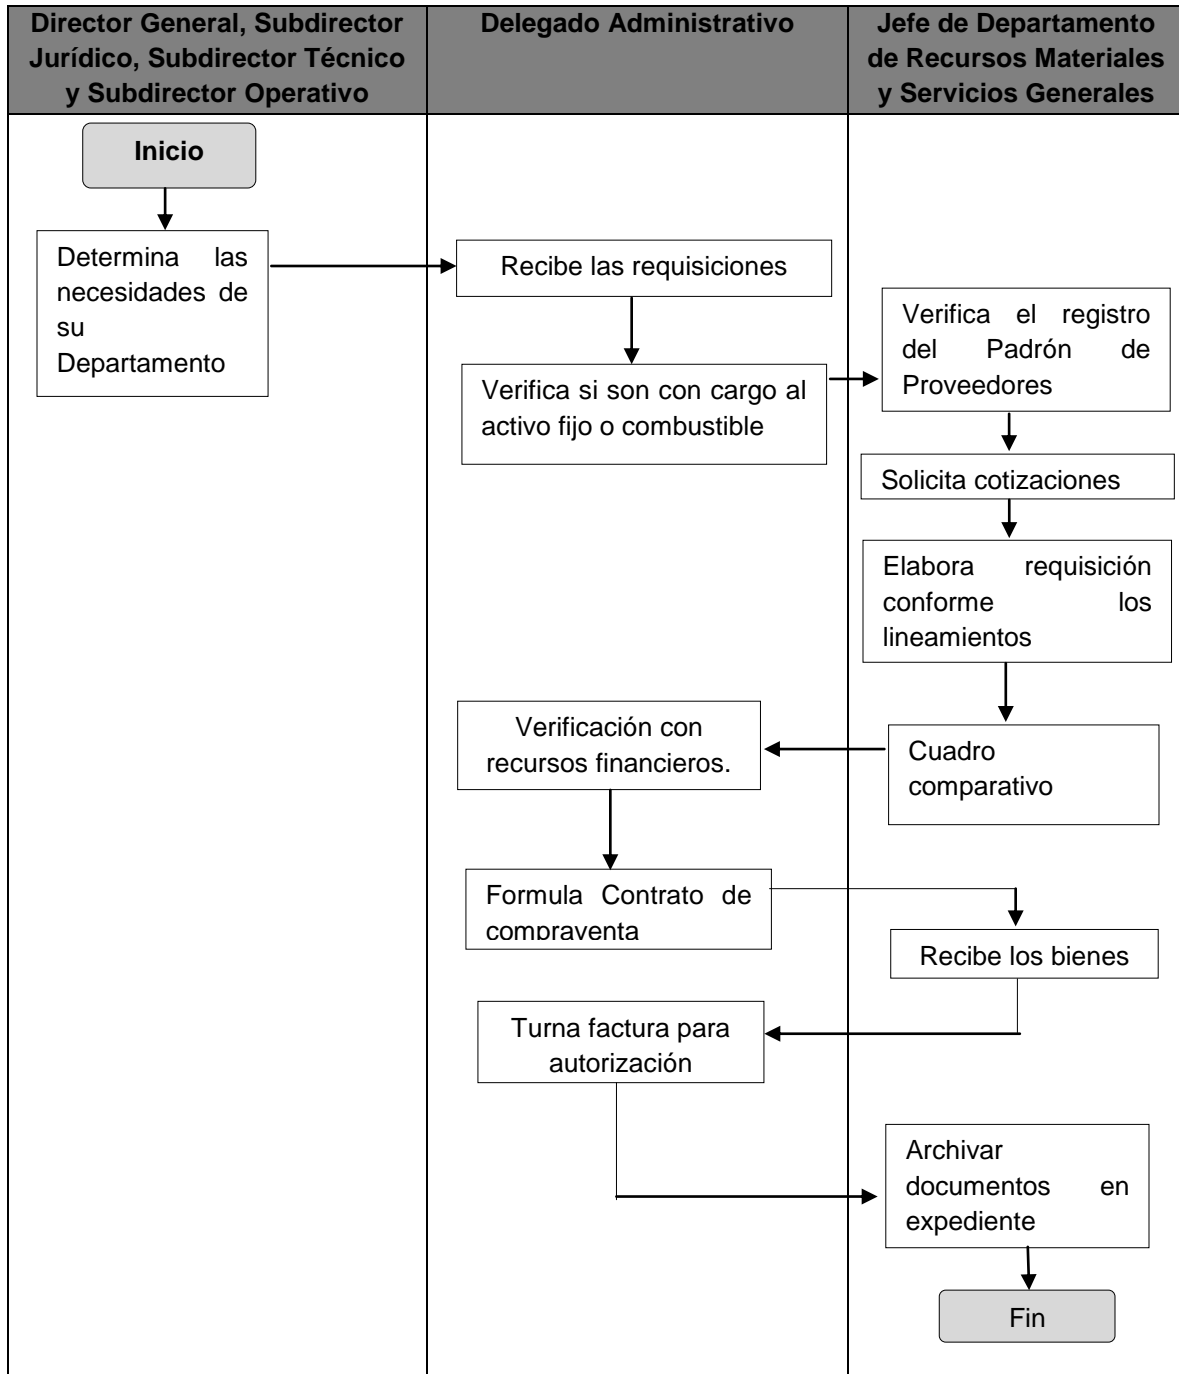 Director General, Subdirector
Jurídico, Subdirector Técnico
y Subdirector Operativo
Delegado Administrativo
Jefe de Departamento
de Recursos Materiales
y Servicios Generales
Inicio
Determina las
necesidades de
su
Departamento
Recibe las requisiciones
Verifica si son con cargo al
activo fijo o combustible
Verifica el registro
del Padrón de
Proveedores
Solicita cotizaciones
Elabora requisición
conforme los
lineamientos
Cuadro
comparativo
Verificación con
recursos financieros.
Formula Contrato de
compraventa
Recibe los bienes
Turna factura para
autorización
Archivar
documentos en
expediente
Fin